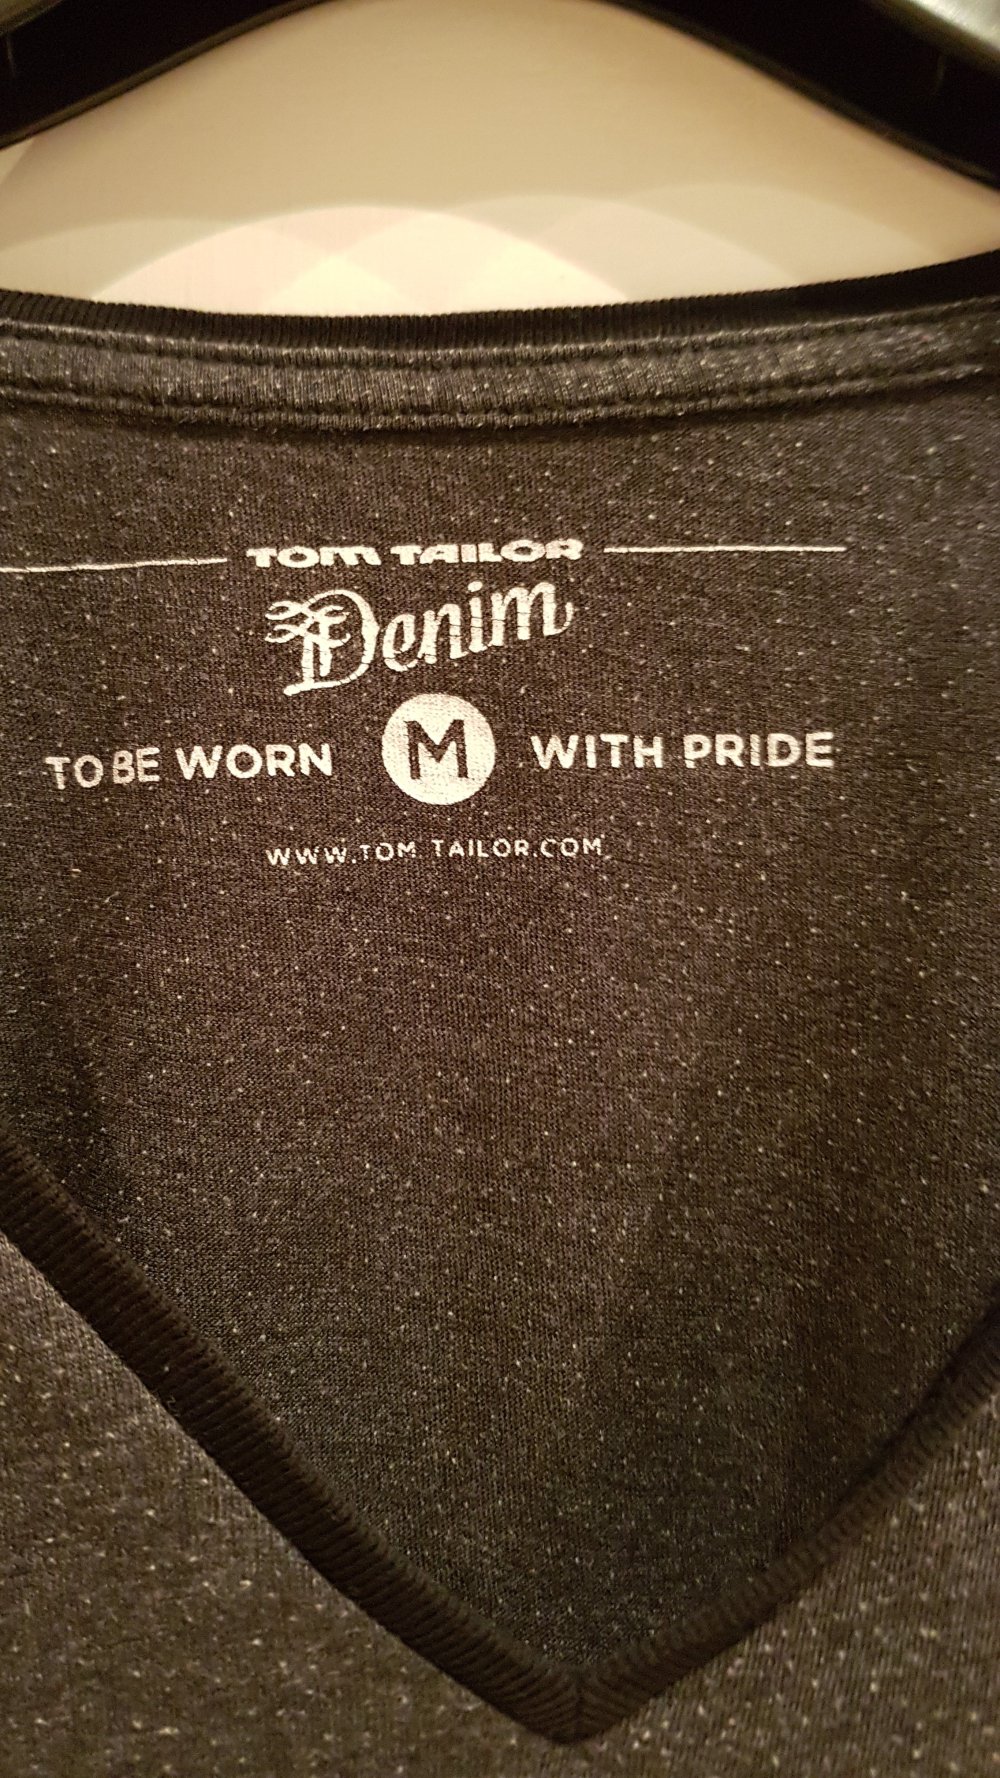 TOM TAILOR
Denim
TO BE WORN M WITH PRIDE
WWW.TOM TAILOR.COM